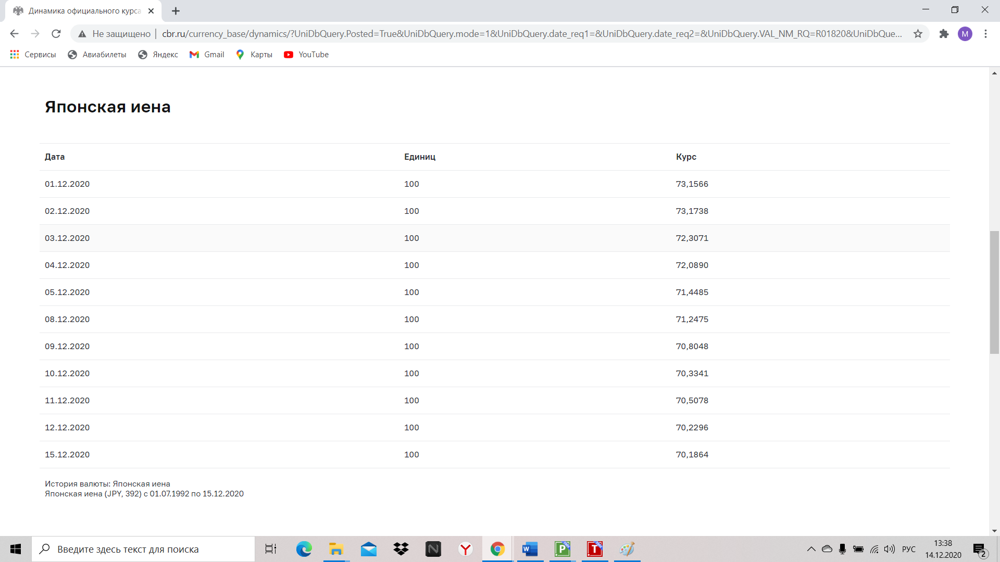 Динамика официального курса
Не защищено
cbr.ru/currency_base/dynamics/?UniDbQuery.Posted=True&UniDbQuery.mode=1&UniDbQuery.date_req1=&UniDbQuery.date_req2=&UniDbQuery.VAL_NM_RQ=R01820&UniDbQue...
M
Сервисы Авиабилеты Яндекс Gmail Карты YouTube
Японская иена
Дата Единиц Курс
01.12.2020 100 73,1566
02.12.2020 100 73,1738
03.12.2020 100 72,3071
04.12.2020 100 72,0890
05.12.2020 100 71,4485
08.12.2020 100 71,2475
09.12.2020 100 70,8048
10.12.2020 100 70,3341
11.12.2020 100 70,5078
12.12.2020 100 70,2296
15.12.2020 100 70,1864
История валюты: Японская иена
Японская иена (JPY, 392) с 01.07.1992 по 15.12.2020
Введите здесь текст для поиска
РУС
13:38
14.12.2020
2